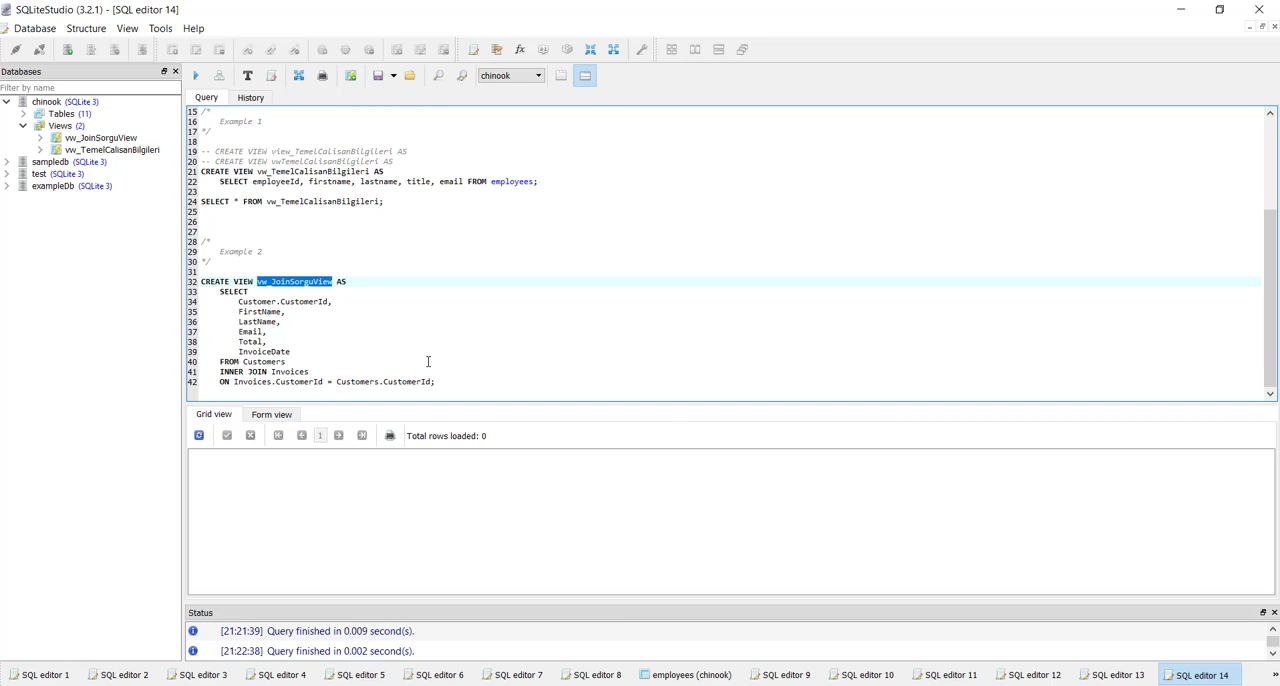 SQLiteStudio (3.2.1) - [SQL editor 14]
Database Structure View Tools Help
Databases
Filter by name
chinook (SQLite 3)
Tables (11)
Views (2)
vw_JoinSorguView
vw_TemelCalisanBilgileri
sampledb (SQLite 3)
test (SQLite 3)
exampleDb (SQLite 3)
chinook
Query History
15 /*
16 Example 1
17 */
18
19 -- CREATE VIEW view_TemelCalisanBilgileri AS
20 -- CREATE VIEW vwTemelCalisanBilgileri AS
21 CREATE VIEW vw_TemelCalisanBilgileri AS
22 SELECT employeeId, firstname, lastname, title, email FROM employees;
23
24 SELECT * FROM vw_TemelCalisanBilgileri;
25
26
27
28 /*
29 Example 2
30 */
31
32 CREATE VIEW vw_JoinSorguView AS
33 SELECT
34 Customer.CustomerId,
35 FirstName,
36 LastName,
37 Email,
38 Total,
39 InvoiceDate
40 FROM Customers
41 INNER JOIN Invoices
42 ON Invoices.CustomerId = Customers.CustomerId;
Grid view Form view
1 Total rows loaded: 0
Status
[21:21:39] Query finished in 0.009 second(s).
[21:22:38] Query finished in 0.002 second(s).
SQL editor 1 SQL editor 2 SQL editor 3 SQL editor 4 SQL editor 5 SQL editor 6 SQL editor 7 SQL editor 8 employees (chinook) SQL editor 9 SQL editor 10 SQL editor 11 SQL editor 12 SQL editor 13 SQL editor 14